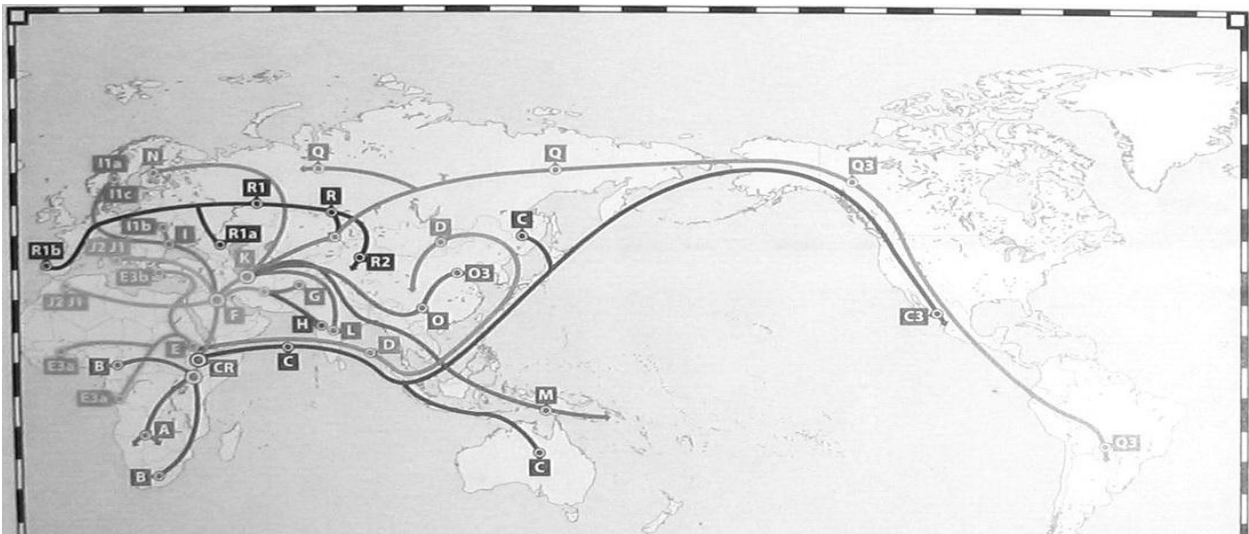 I1a
N
Q
Q
Q3
I1c
R1
R
I1b
I
R1a
D
C
J2 J1
R1b
K
R2
E3b
O3
J2 J1
F
G
O
C3
H
L
E
E3a
B
CR
C
D
E3a
M
A
Q3
B
C